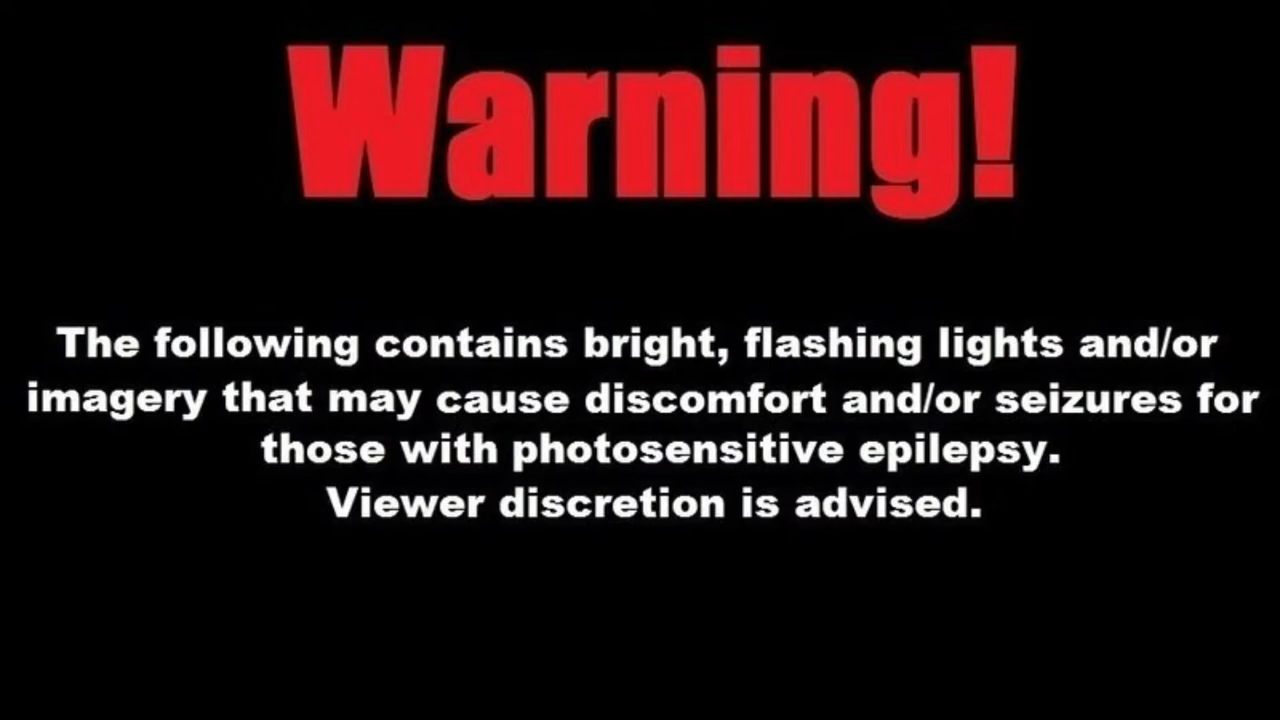 Warning!
The following contains bright, flashing lights and/or
imagery that may cause discomfort and/or seizures for
those with photosensitive epilepsy.
Viewer discretion is advised.